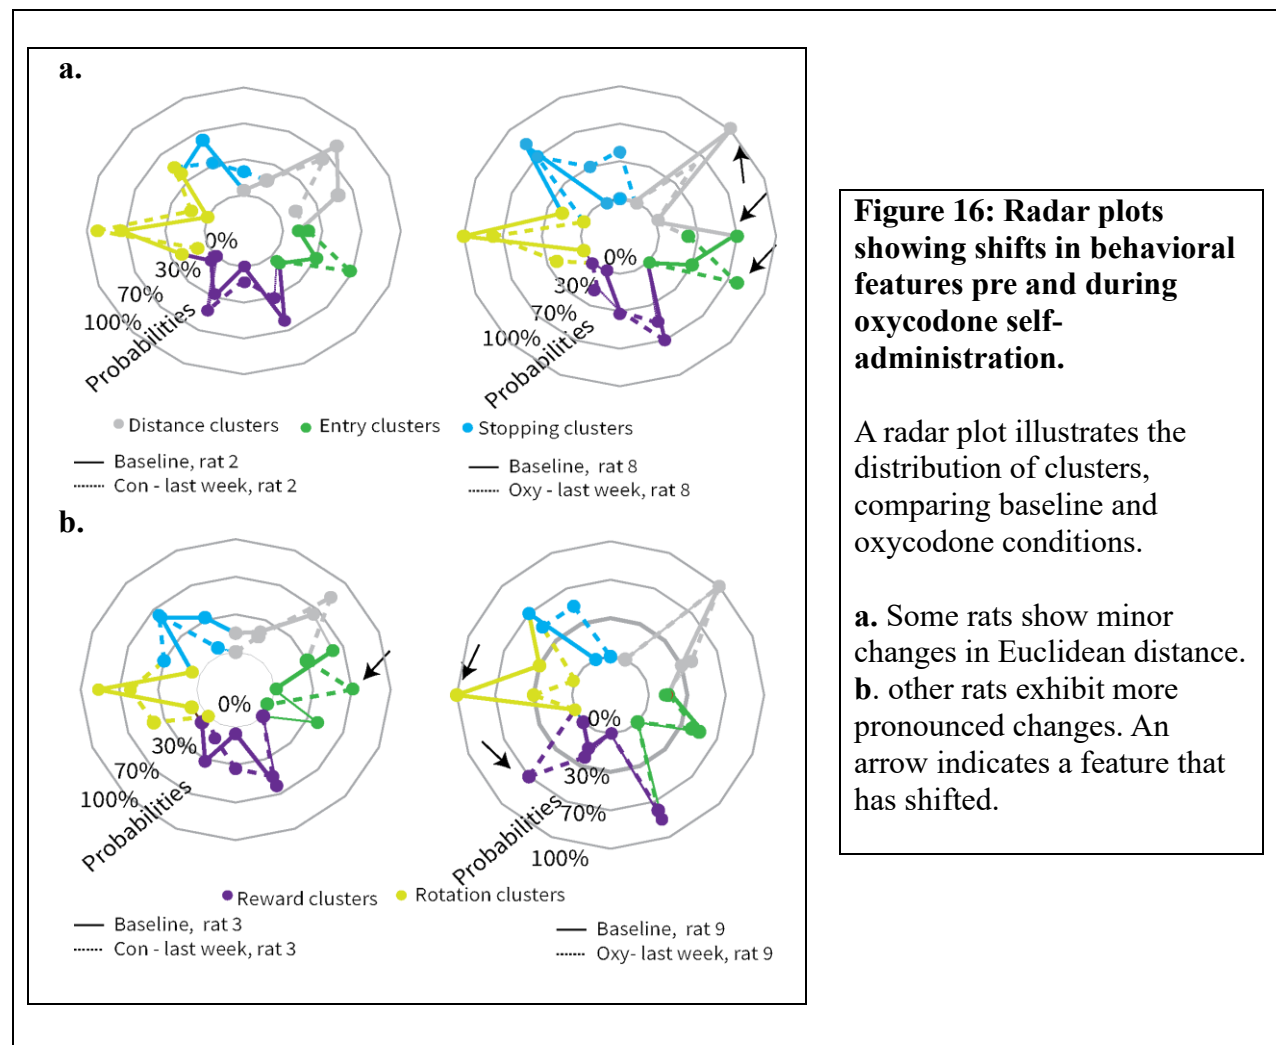 a.
0%
30%
70%
100%
Probabilities
0%
30%
70%
100%
Probabilities
Distance clusters Entry clusters Stopping clusters
Baseline, rat 2
Con - last week, rat 2
Baseline, rat 8
Oxy - last week, rat 8
b.
0%
30%
70%
100%
Probabilities
0%
30%
70%
100%
Probabilities
Reward clusters Rotation clusters
Baseline, rat 3
Con - last week, rat 3
Baseline, rat 9
Oxy- last week, rat 9
Figure 16: Radar plots
showing shifts in behavioral
features pre and during
oxycodone self-
administration.
A radar plot illustrates the
distribution of clusters,
comparing baseline and
oxycodone conditions.
a. Some rats show minor
changes in Euclidean distance.
b. other rats exhibit more
pronounced changes. An
arrow indicates a feature that
has shifted.